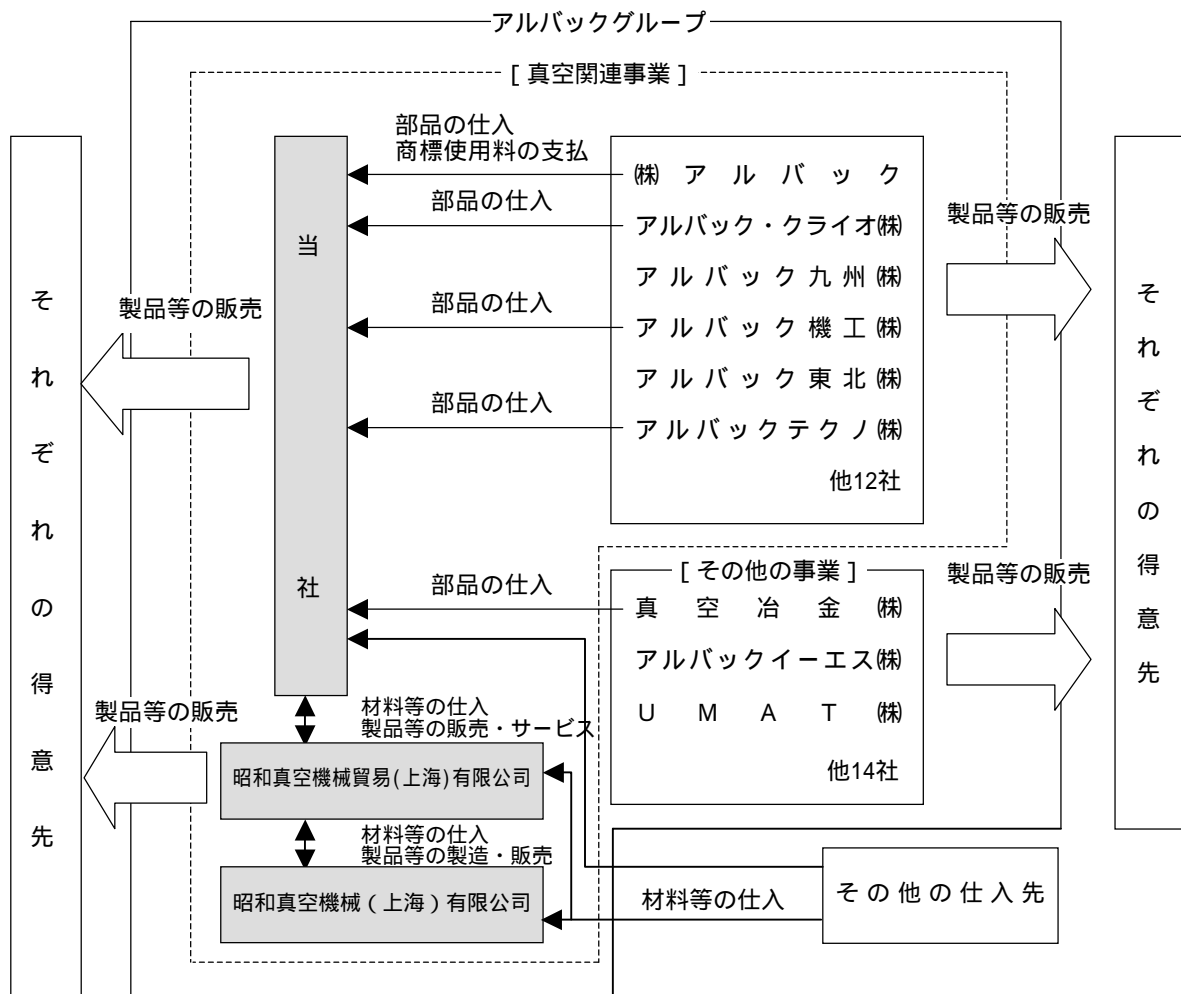 アルバックグループ
[ 真空関連事業 ]
部品の仕入
商標使用料の支払
㈱アルバック
部品の仕入
アルバック・クライオ㈱
製品等の販売
当社
アルバック九州㈱
それぞれの得意先
製品等の販売
部品の仕入
アルバック機工㈱
それぞれの得意先
アルバック東北㈱
部品の仕入
アルバックテクノ㈱
他12社
[ その他の事業 ]
製品等の販売
部品の仕入
真空冶金㈱
アルバックイーエス㈱
UMAT㈱
他14社
製品等の販売
材料等の仕入
製品等の販売・サービス
昭和真空機械貿易(上海)有限公司
材料等の仕入
製品等の製造・販売
昭和真空機械（上海）有限公司
材料等の仕入
その他の仕入先